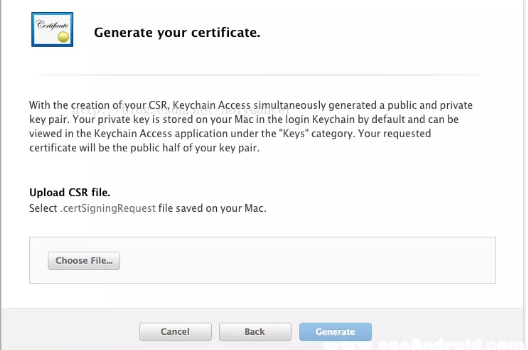 Certificate
Generate your certificate.
With the creation of your CSR, Keychain Access simultaneously generated a public and private
key pair. Your private key is stored on your Mac in the login Keychain by default and can be
viewed in the Keychain Access application under the "Keys" category. Your requested
certificate will be the public half of your key pair.
Upload CSR file.
Select .certSigningRequest file saved on your Mac.
Choose File...
Cancel
Back
Generate